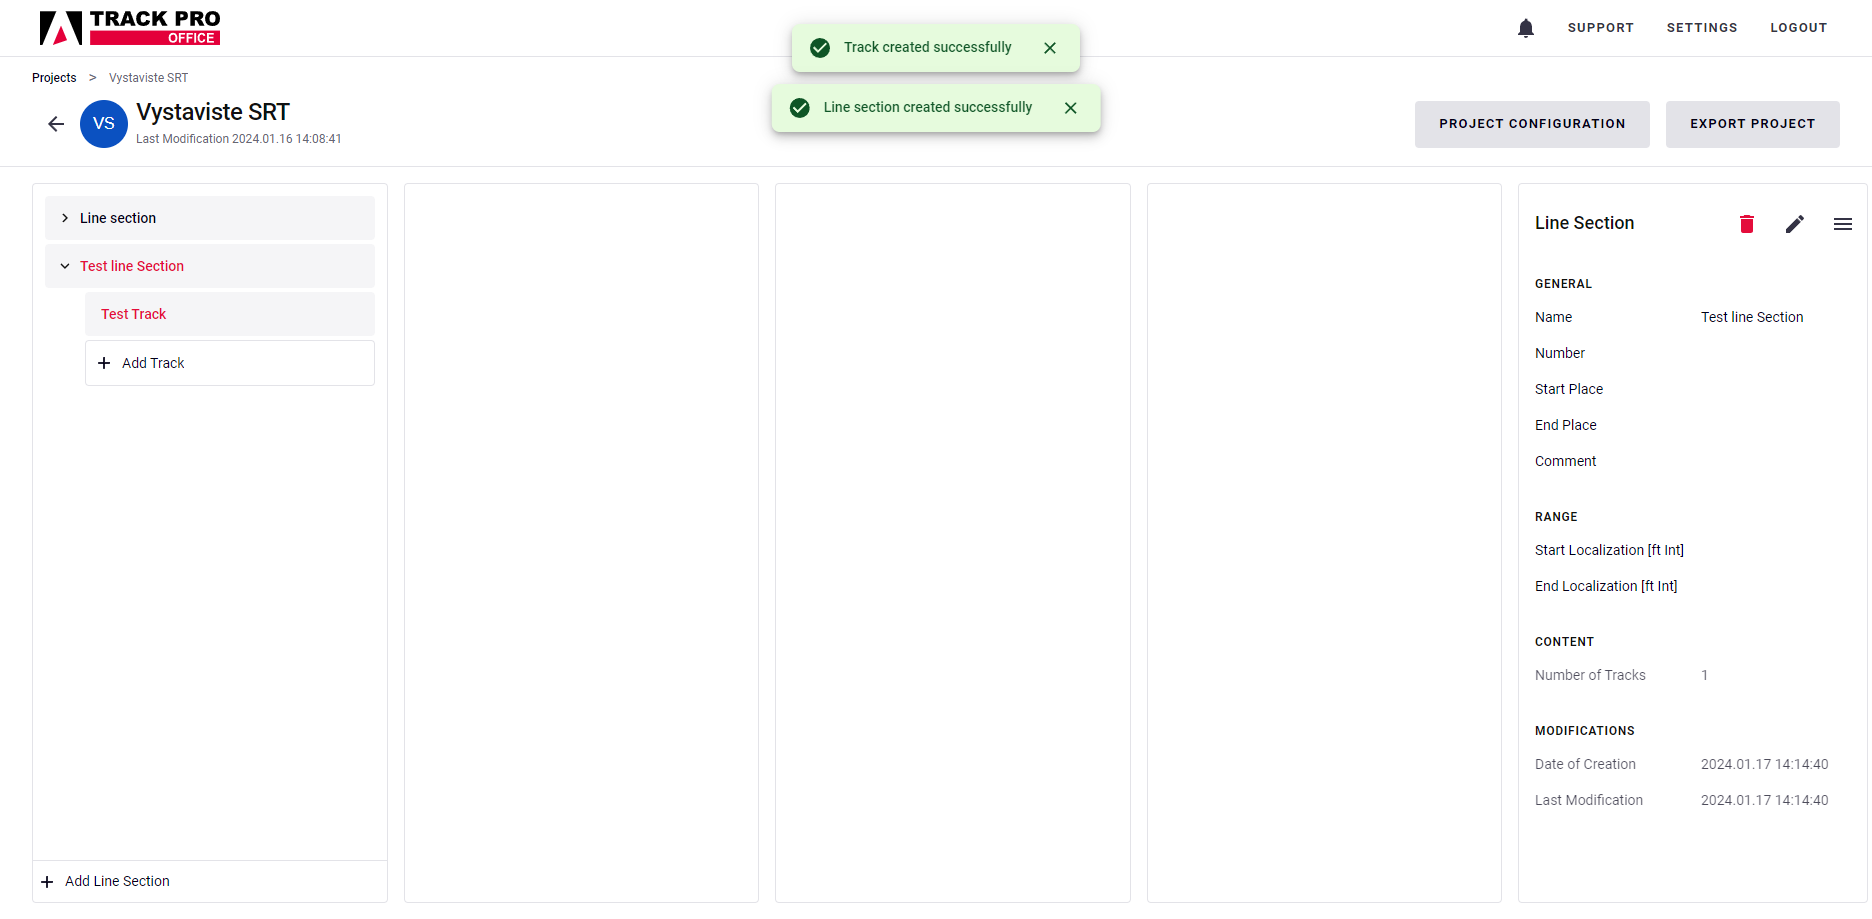 TRACK PRO
OFFICE
SUPPORT SETTINGS LOGOUT
Track created successfully
Line section created successfully
Projects > Vystaviste SRT
VS
Vystaviste SRT
Last Modification 2024.01.16 14:08:41
PROJECT CONFIGURATION
EXPORT PROJECT
Line section
Test line Section
Test Track
Add Track
Add Line Section
Line Section
GENERAL
Name Test line Section
Number
Start Place
End Place
Comment
RANGE
Start Localization [ft Int]
End Localization [ft Int]
CONTENT
Number of Tracks 1
MODIFICATIONS
Date of Creation 2024.01.17 14:14:40
Last Modification 2024.01.17 14:14:40